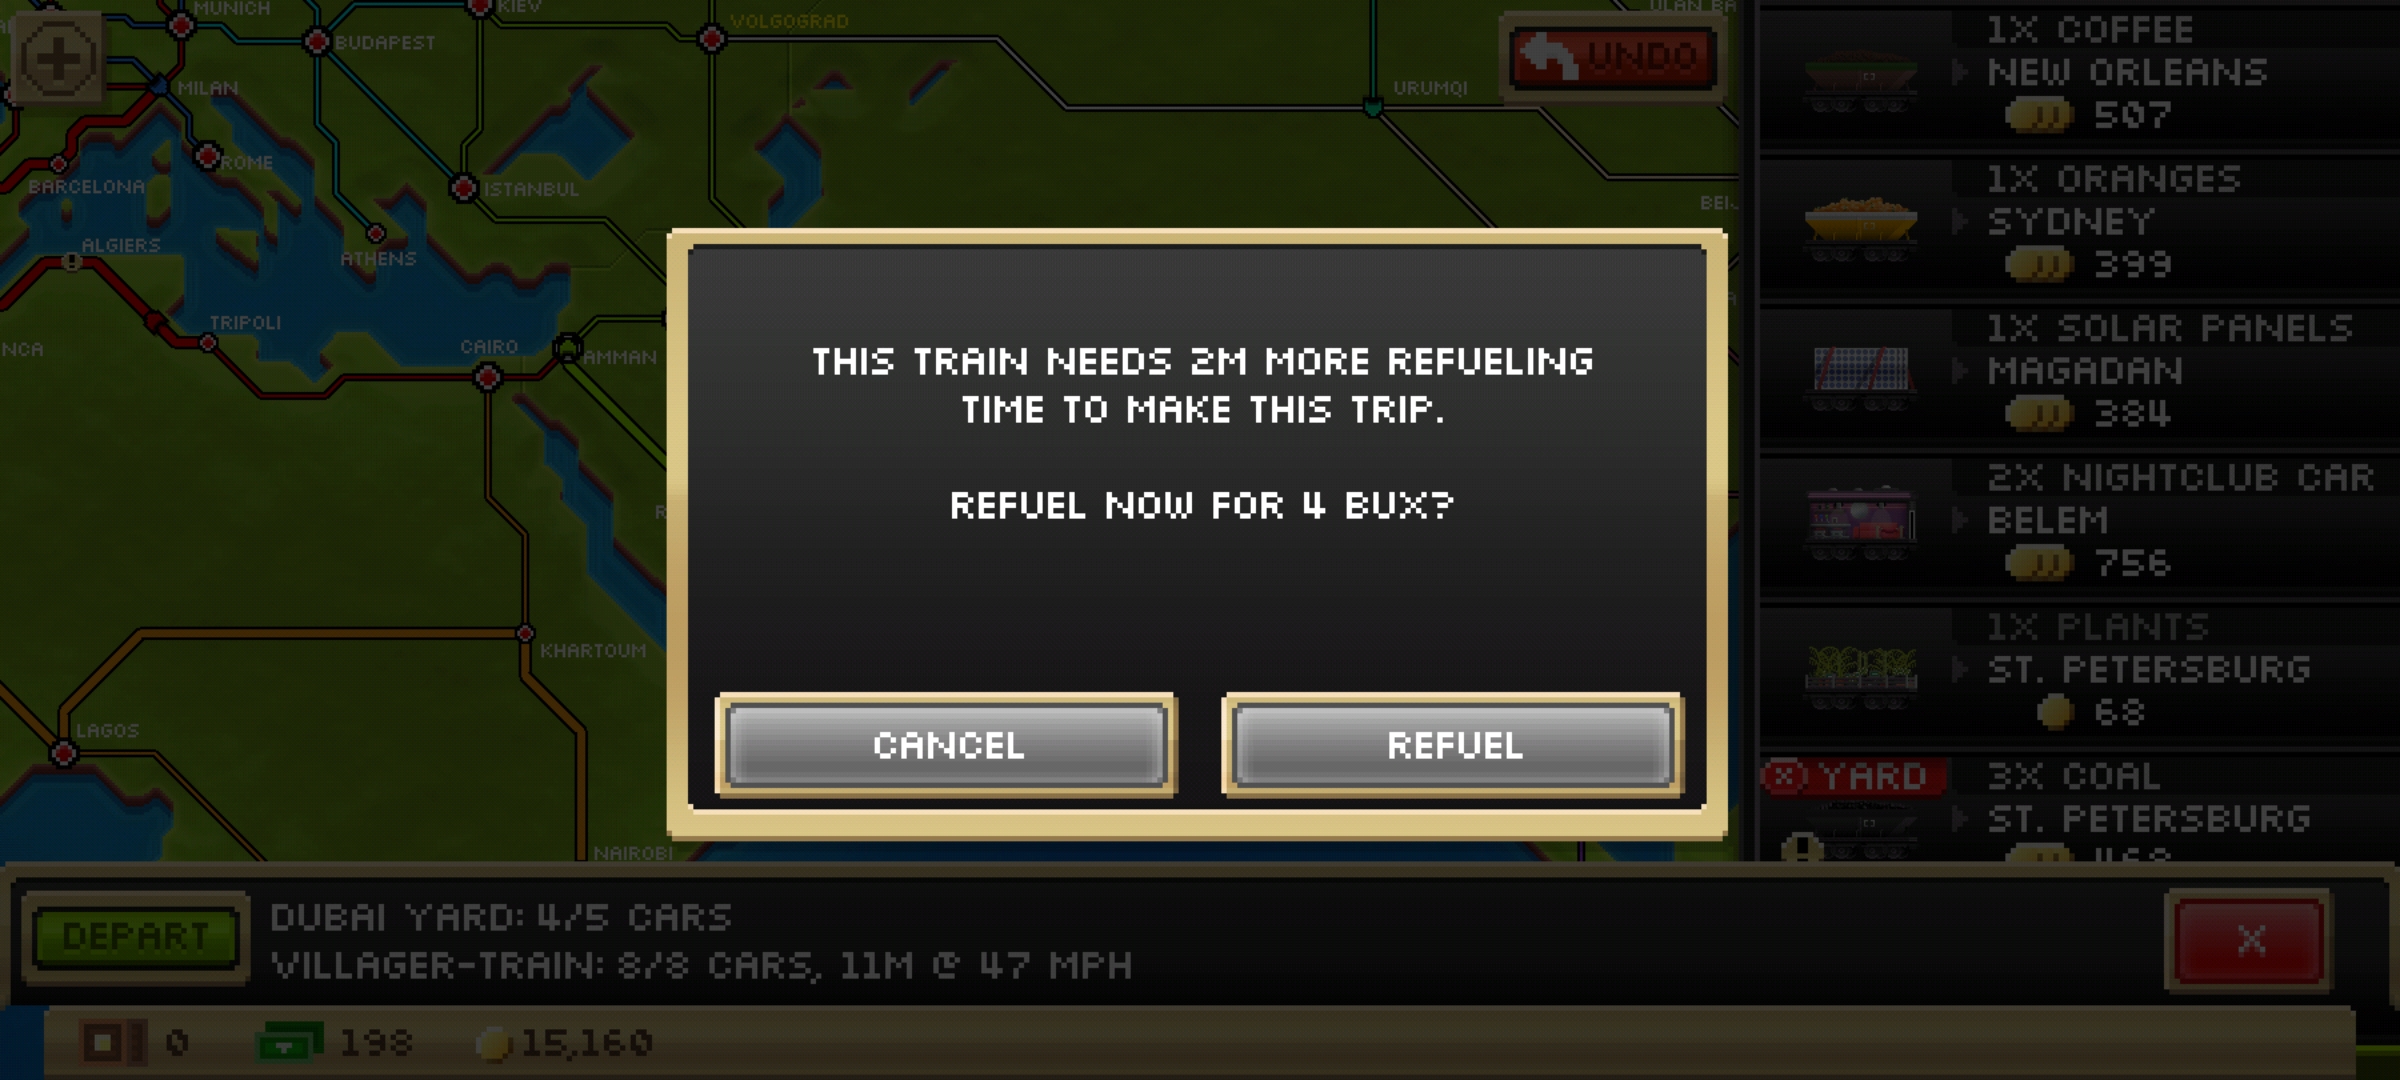 MUNICH
KIEV
VOLGOGRAD
BUDAPEST
MILAN
URUMQI
UNDO
ROME
BARCELONA
ISTANBUL
ALGIERS
ATHENS
TRIPOLI
CAIRO
AMMAN
NCA
KHARTOUM
LAGOS
NAIROBI
THIS TRAIN NEEDS 2M MORE REFUELING
TIME TO MAKE THIS TRIP.
REFUEL NOW FOR 4 BUX?
CANCEL
REFUEL
1X COFFEE
NEW ORLEANS
507
1X ORANGES
SYDNEY
399
1X SOLAR PANELS
MAGADAN
384
2X NIGHTCLUB CAR
BELEM
756
1X PLANTS
ST. PETERSBURG
68
YARD
3X COAL
ST. PETERSBURG
DEPART
DUBAI YARD: 4/5 CARS
VILLAGER-TRAIN: 8/8 CARS, 11M @ 47 MPH
X
0
198
15,160